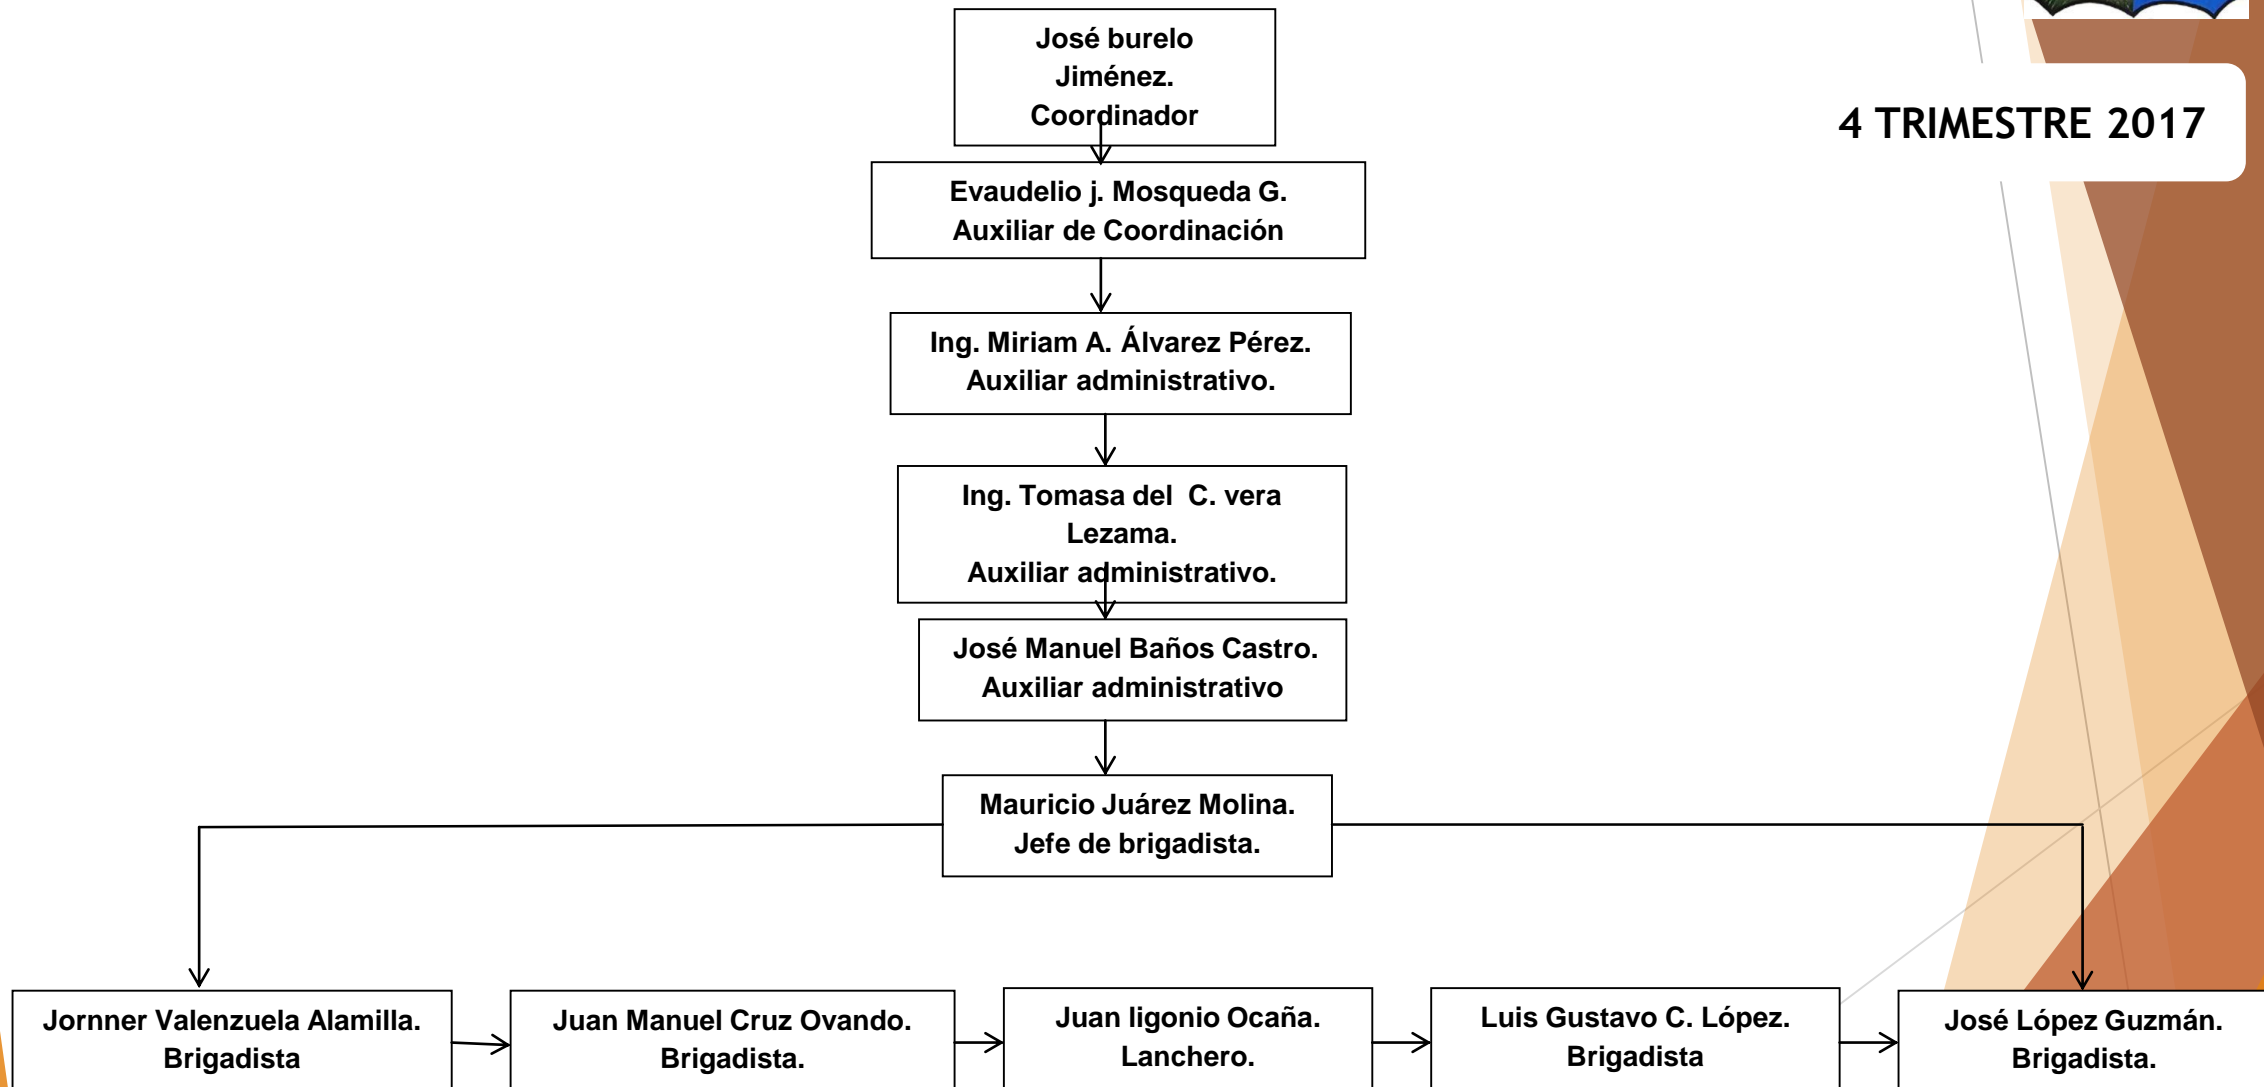 José burelo
Jiménez.
Coordinador
4 TRIMESTRE 2017
Evaudelio j. Mosqueda G.
Auxiliar de Coordinación
Ing. Miriam A. Álvarez Pérez.
Auxiliar administrativo.
Ing. Tomasa del  C. vera
Lezama.
Auxiliar administrativo.
José Manuel Baños Castro.
Auxiliar administrativo
Mauricio Juárez Molina.
Jefe de brigadista.
Jornner Valenzuela Alamilla.
Brigadista
Juan Manuel Cruz Ovando.
Brigadista.
Juan ligonio Ocaña.
Lanchero.
Luis Gustavo C. López.
Brigadista
José López Guzmán.
Brigadista.